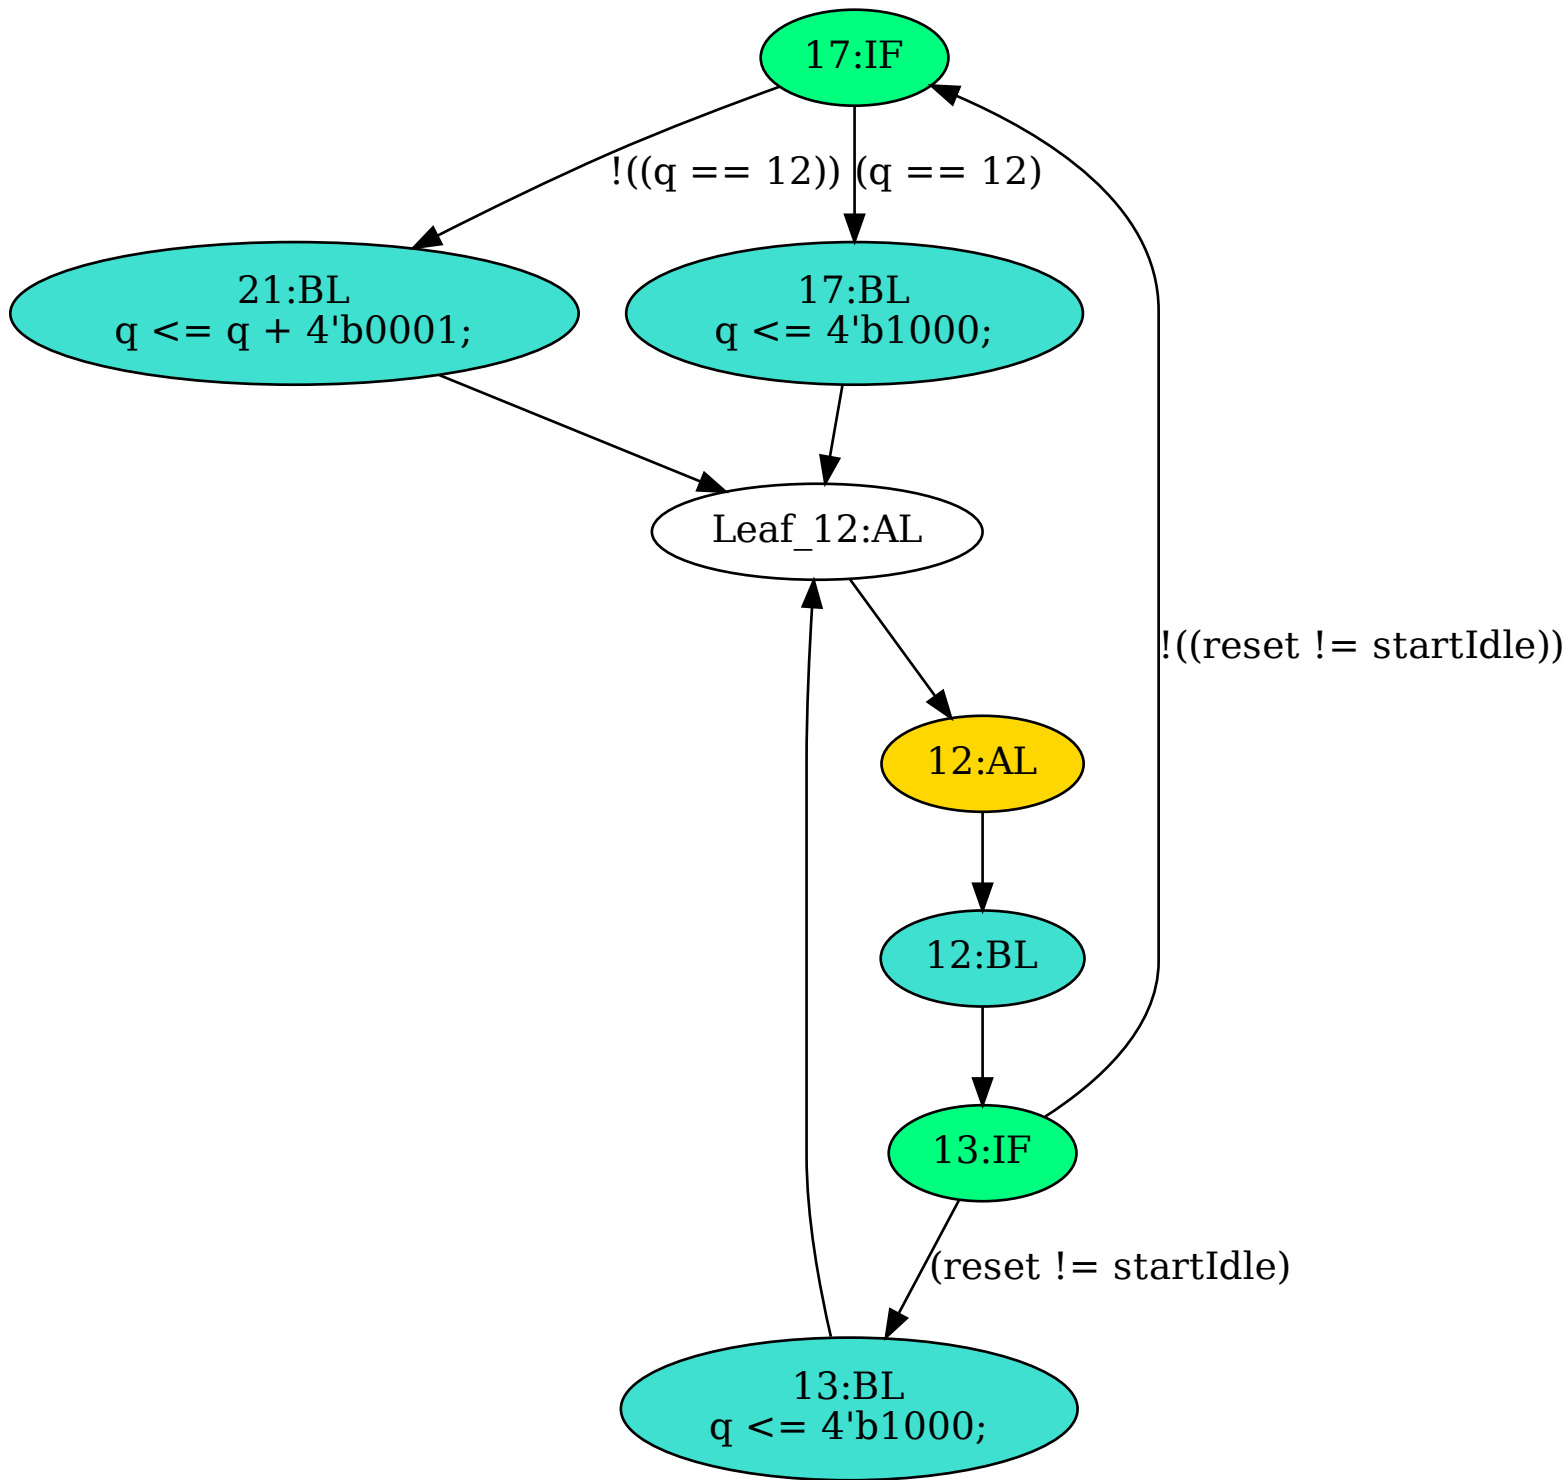 17:IF
!((q == 12))
(q == 12)
21:BL
q <= q + 4'b0001;
17:BL
q <= 4'b1000;
Leaf_12:AL
!((reset != startIdle))
12:AL
12:BL
13:IF
(reset != startIdle)
13:BL
q <= 4'b1000;